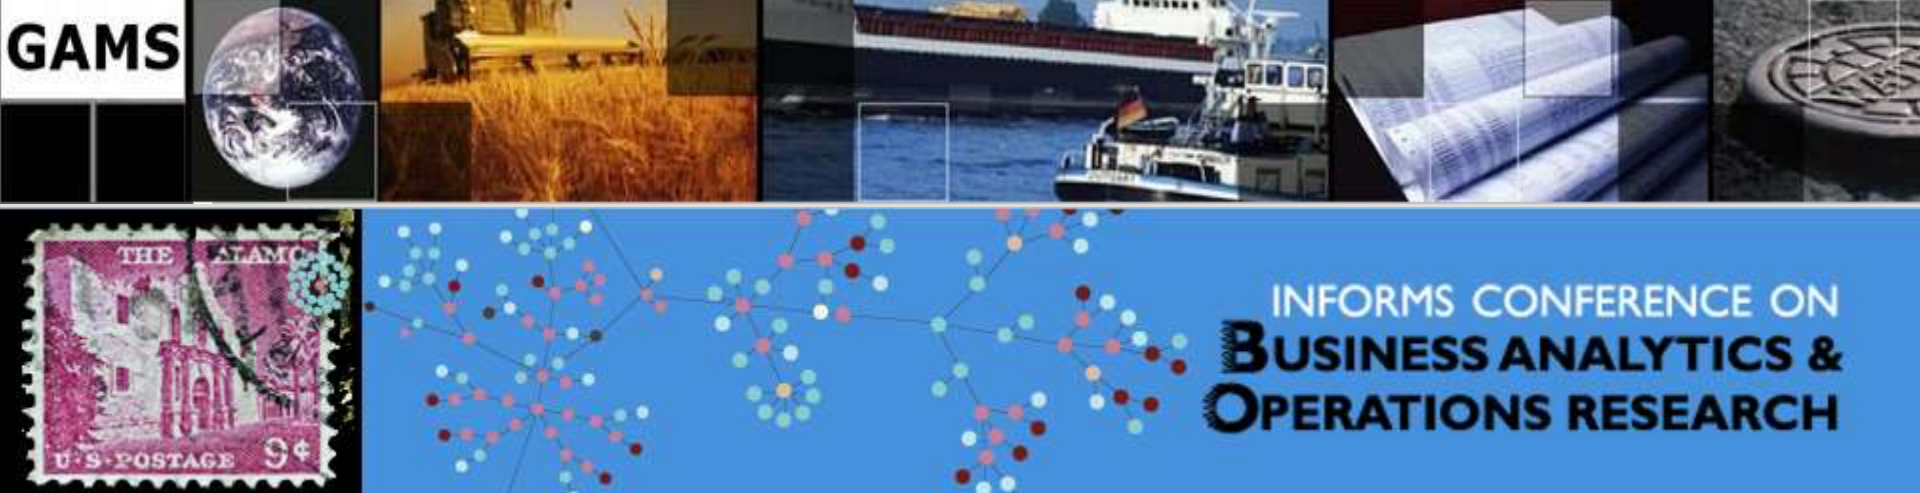 GAMS
THE ALAMO
U·S·POSTAGE 9¢
INFORMS CONFERENCE ON
BUSINESS ANALYTICS &
OPERATIONS RESEARCH